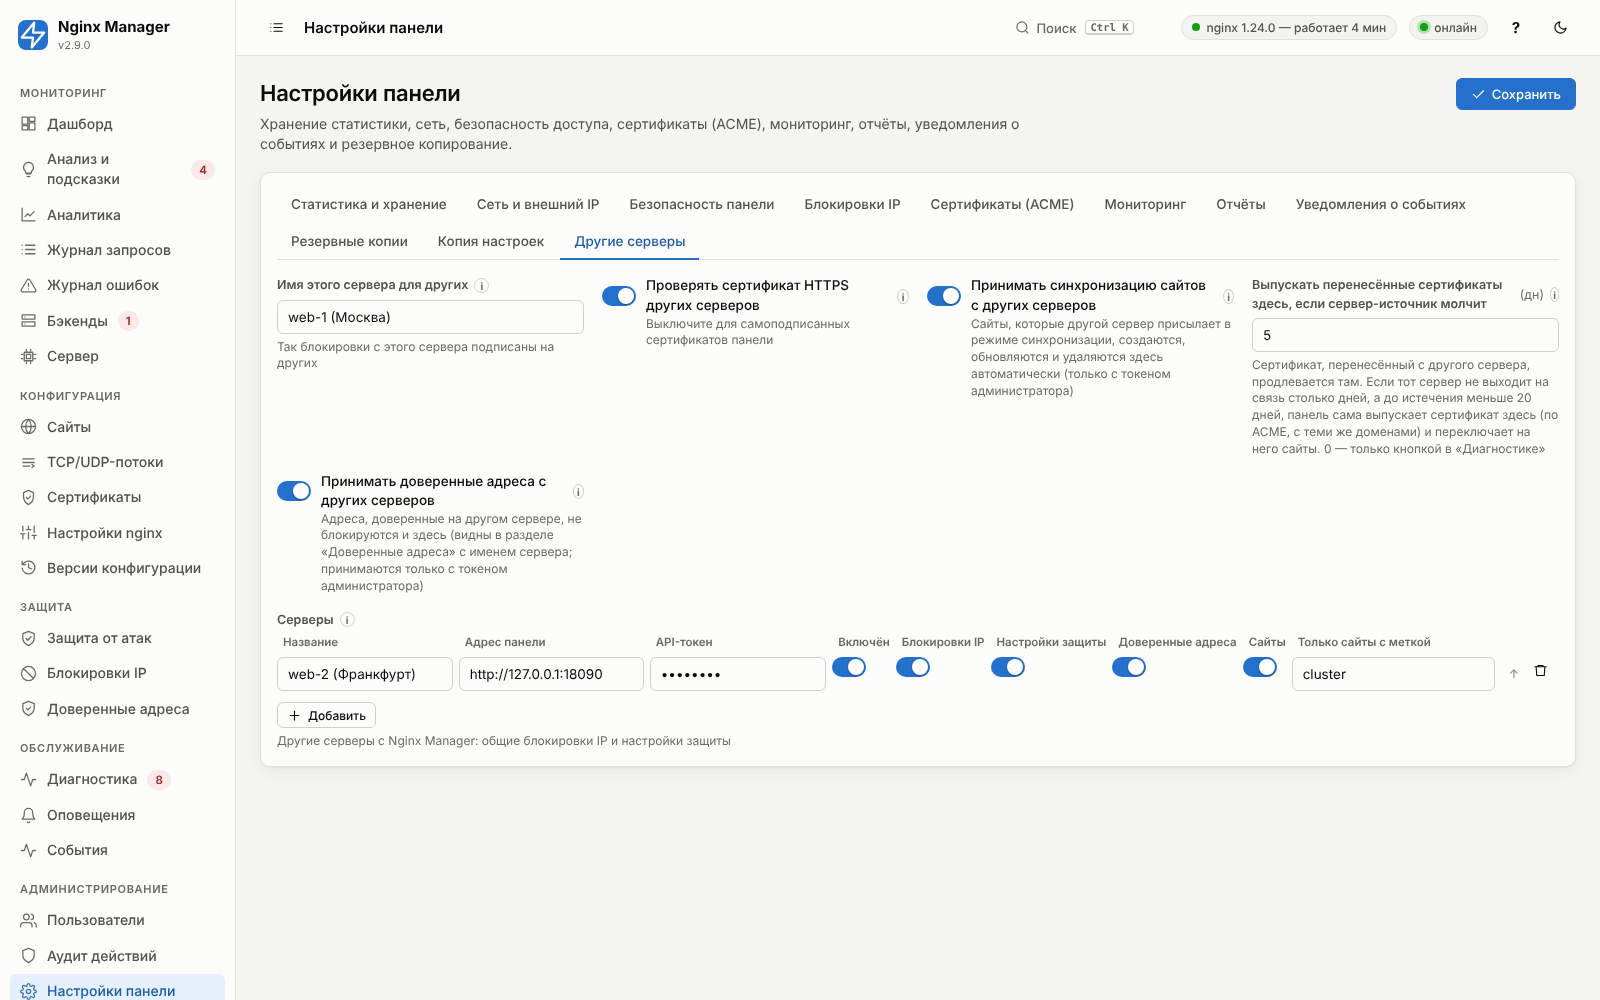 Nginx Manager
v2.9.0
Настройки панели
Поиск Ctrl K
nginx 1.24.0 — работает 4 мин
онлайн
?
МОНИТОРИНГ
Дашборд
Анализ и
подсказки
4
Аналитика
Журнал запросов
Журнал ошибок
Бэкенды 1
Сервер
КОНФИГУРАЦИЯ
Сайты
TCP/UDP-потоки
Сертификаты
Настройки nginx
Версии конфигурации
ЗАЩИТА
Защита от атак
Блокировки IP
Доверенные адреса
ОБСЛУЖИВАНИЕ
Диагностика 8
Оповещения
События
АДМИНИСТРИРОВАНИЕ
Пользователи
Аудит действий
Настройки панели
Настройки панели
Сохранить
Хранение статистики, сеть, безопасность доступа, сертификаты (ACME), мониторинг, отчёты, уведомления о
событиях и резервное копирование.
Статистика и хранение Сеть и внешний IP Безопасность панели Блокировки IP Сертификаты (ACME) Мониторинг Отчёты Уведомления о событиях
Резервные копии Копия настроек Другие серверы
Имя этого сервера для других i
web-1 (Москва)
Так блокировки с этого сервера подписаны на
других
Проверять сертификат HTTPS
других серверов
i
Выключите для самоподписанных
сертификатов панели
Принимать синхронизацию сайтов
с других серверов
i
Сайты, которые другой сервер присылает в
режиме синхронизации, создаются,
обновляются и удаляются здесь
автоматически (только с токеном
администратора)
Выпускать перенесённые сертификаты
здесь, если сервер-источник молчит
(дн) i
5
Сертификат, перенесённый с другого сервера,
продлевается там. Если тот сервер не выходит на
связь столько дней, а до истечения меньше 20
дней, панель сама выпускает сертификат здесь (по
ACME, с теми же доменами) и переключает на
него сайты. 0 — только кнопкой в «Диагностике»
Принимать доверенные адреса с
других серверов
i
Адреса, доверенные на другом сервере, не
блокируются и здесь (видны в разделе
«Доверенные адреса» с именем сервера;
принимаются только с токеном
администратора)
Серверы i
Название Адрес панели API-токен Включён Блокировки IP Настройки защиты Доверенные адреса Сайты Только сайты с меткой
web-2 (Франкфурт) http://127.0.0.1:18090 •••••••• cluster ↑
+ Добавить
Другие серверы с Nginx Manager: общие блокировки IP и настройки защиты